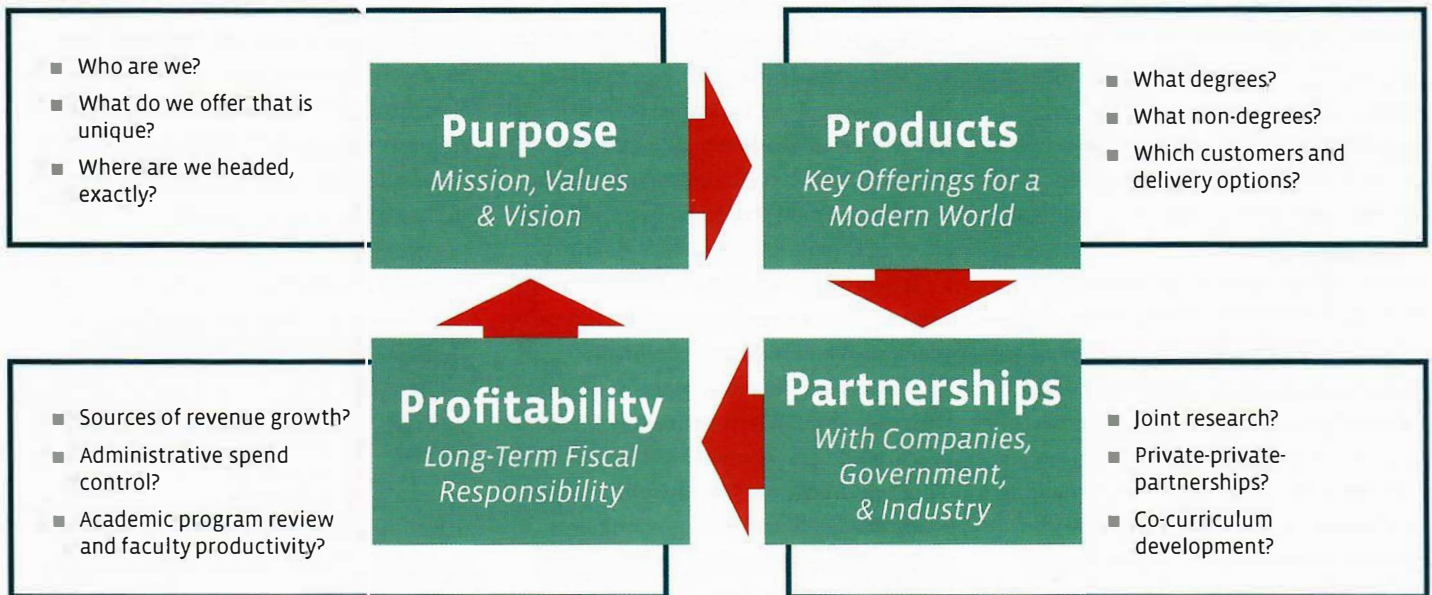 ■ Who are we?
■ What do we offer that is
unique?
■ Where are we headed,
exactly?
Purpose
Mission, Values
& Vision
Products
Key Offerings for a
Modern World
■ What degrees?
■ What non-degrees?
■ Which customers and
delivery options?
■ Sources of revenue growth?
■ Administrative spend
control?
■ Academic program review
and faculty productivity?
Profitability
Long-Term Fiscal
Responsibility
Partnerships
With Companies,
Government,
& Industry
■ Joint research?
■ Private-private-
partnerships?
■ Co-curriculum
development?